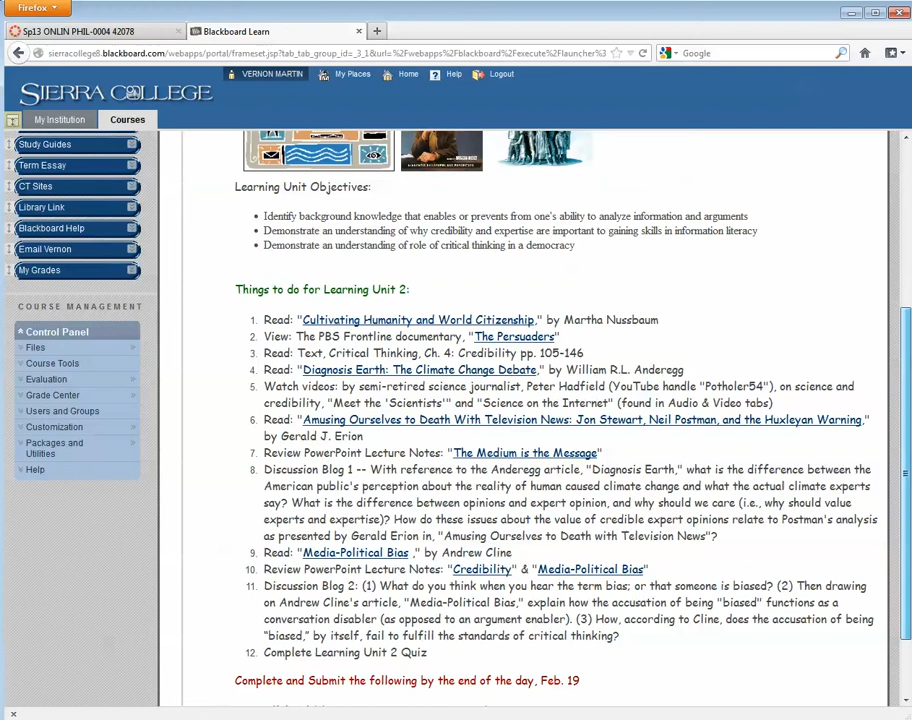 Firefox
Sp13 ONLIN PHIL-0004 42078
Blackboard Learn
sierracollege8.blackboard.com/webapps/portal/frameset.jsp?tab_tab_group_id=_3_1&url=%2Fwebapps%2Fblackboard%2Fexecute%2Flauncher%3
Google
VERNON MARTIN
My Places
Home
Help
Logout
SIERRA COLLEGE
My Institution
Courses
Study Guides
Term Essay
CT Sites
Library Link
Blackboard Help
Email Vernon
My Grades
COURSE MANAGEMENT
Control Panel
Files
Course Tools
Evaluation
Grade Center
Users and Groups
Customization
Packages and
Utilities
Help
Learning Unit Objectives:
• Identify background knowledge that enables or prevents from one's ability to analyze information and arguments
• Demonstrate an understanding of why credibility and expertise are important to gaining skills in information literacy
• Demonstrate an understanding of role of critical thinking in a democracy
Things to do for Learning Unit 2:
1. Read: "Cultivating Humanity and World Citizenship," by Martha Nussbaum
2. View: The PBS Frontline documentary, "The Persuaders"
3. Read: Text, Critical Thinking, Ch. 4: Credibility pp. 105-146
4. Read: "Diagnosis Earth: The Climate Change Debate," by William R.L. Anderegg
5. Watch videos: by semi-retired science journalist, Peter Hadfield (YouTube handle "Potholer54"), on science and
credibility, "Meet the 'Scientists'" and "Science on the Internet" (found in Audio & Video tabs)
6. Read: "Amusing Ourselves to Death With Television News: Jon Stewart, Neil Postman, and the Huxleyan Warning,"
by Gerald J. Erion
7. Review PowerPoint Lecture Notes: "The Medium is the Message"
8. Discussion Blog 1 -- With reference to the Anderegg article, "Diagnosis Earth," what is the difference between the
American public's perception about the reality of human caused climate change and what the actual climate experts
say? What is the difference between opinions and expert opinion, and why should we care (i.e., why should value
experts and expertise)? How do these issues about the value of credible expert opinions relate to Postman's analysis
as presented by Gerald Erion in, "Amusing Ourselves to Death with Television News"?
9. Read: "Media-Political Bias ," by Andrew Cline
10. Review PowerPoint Lecture Notes: "Credibility" & "Media-Political Bias"
11. Discussion Blog 2: (1) What do you think when you hear the term bias; or that someone is biased? (2) Then drawing
on Andrew Cline's article, "Media-Political Bias," explain how the accusation of being "biased" functions as a
conversation disabler (as opposed to an argument enabler). (3) How, according to Cline, does the accusation of being
"biased," by itself, fail to fulfill the standards of critical thinking?
12. Complete Learning Unit 2 Quiz
Complete and Submit the following by the end of the day, Feb. 19